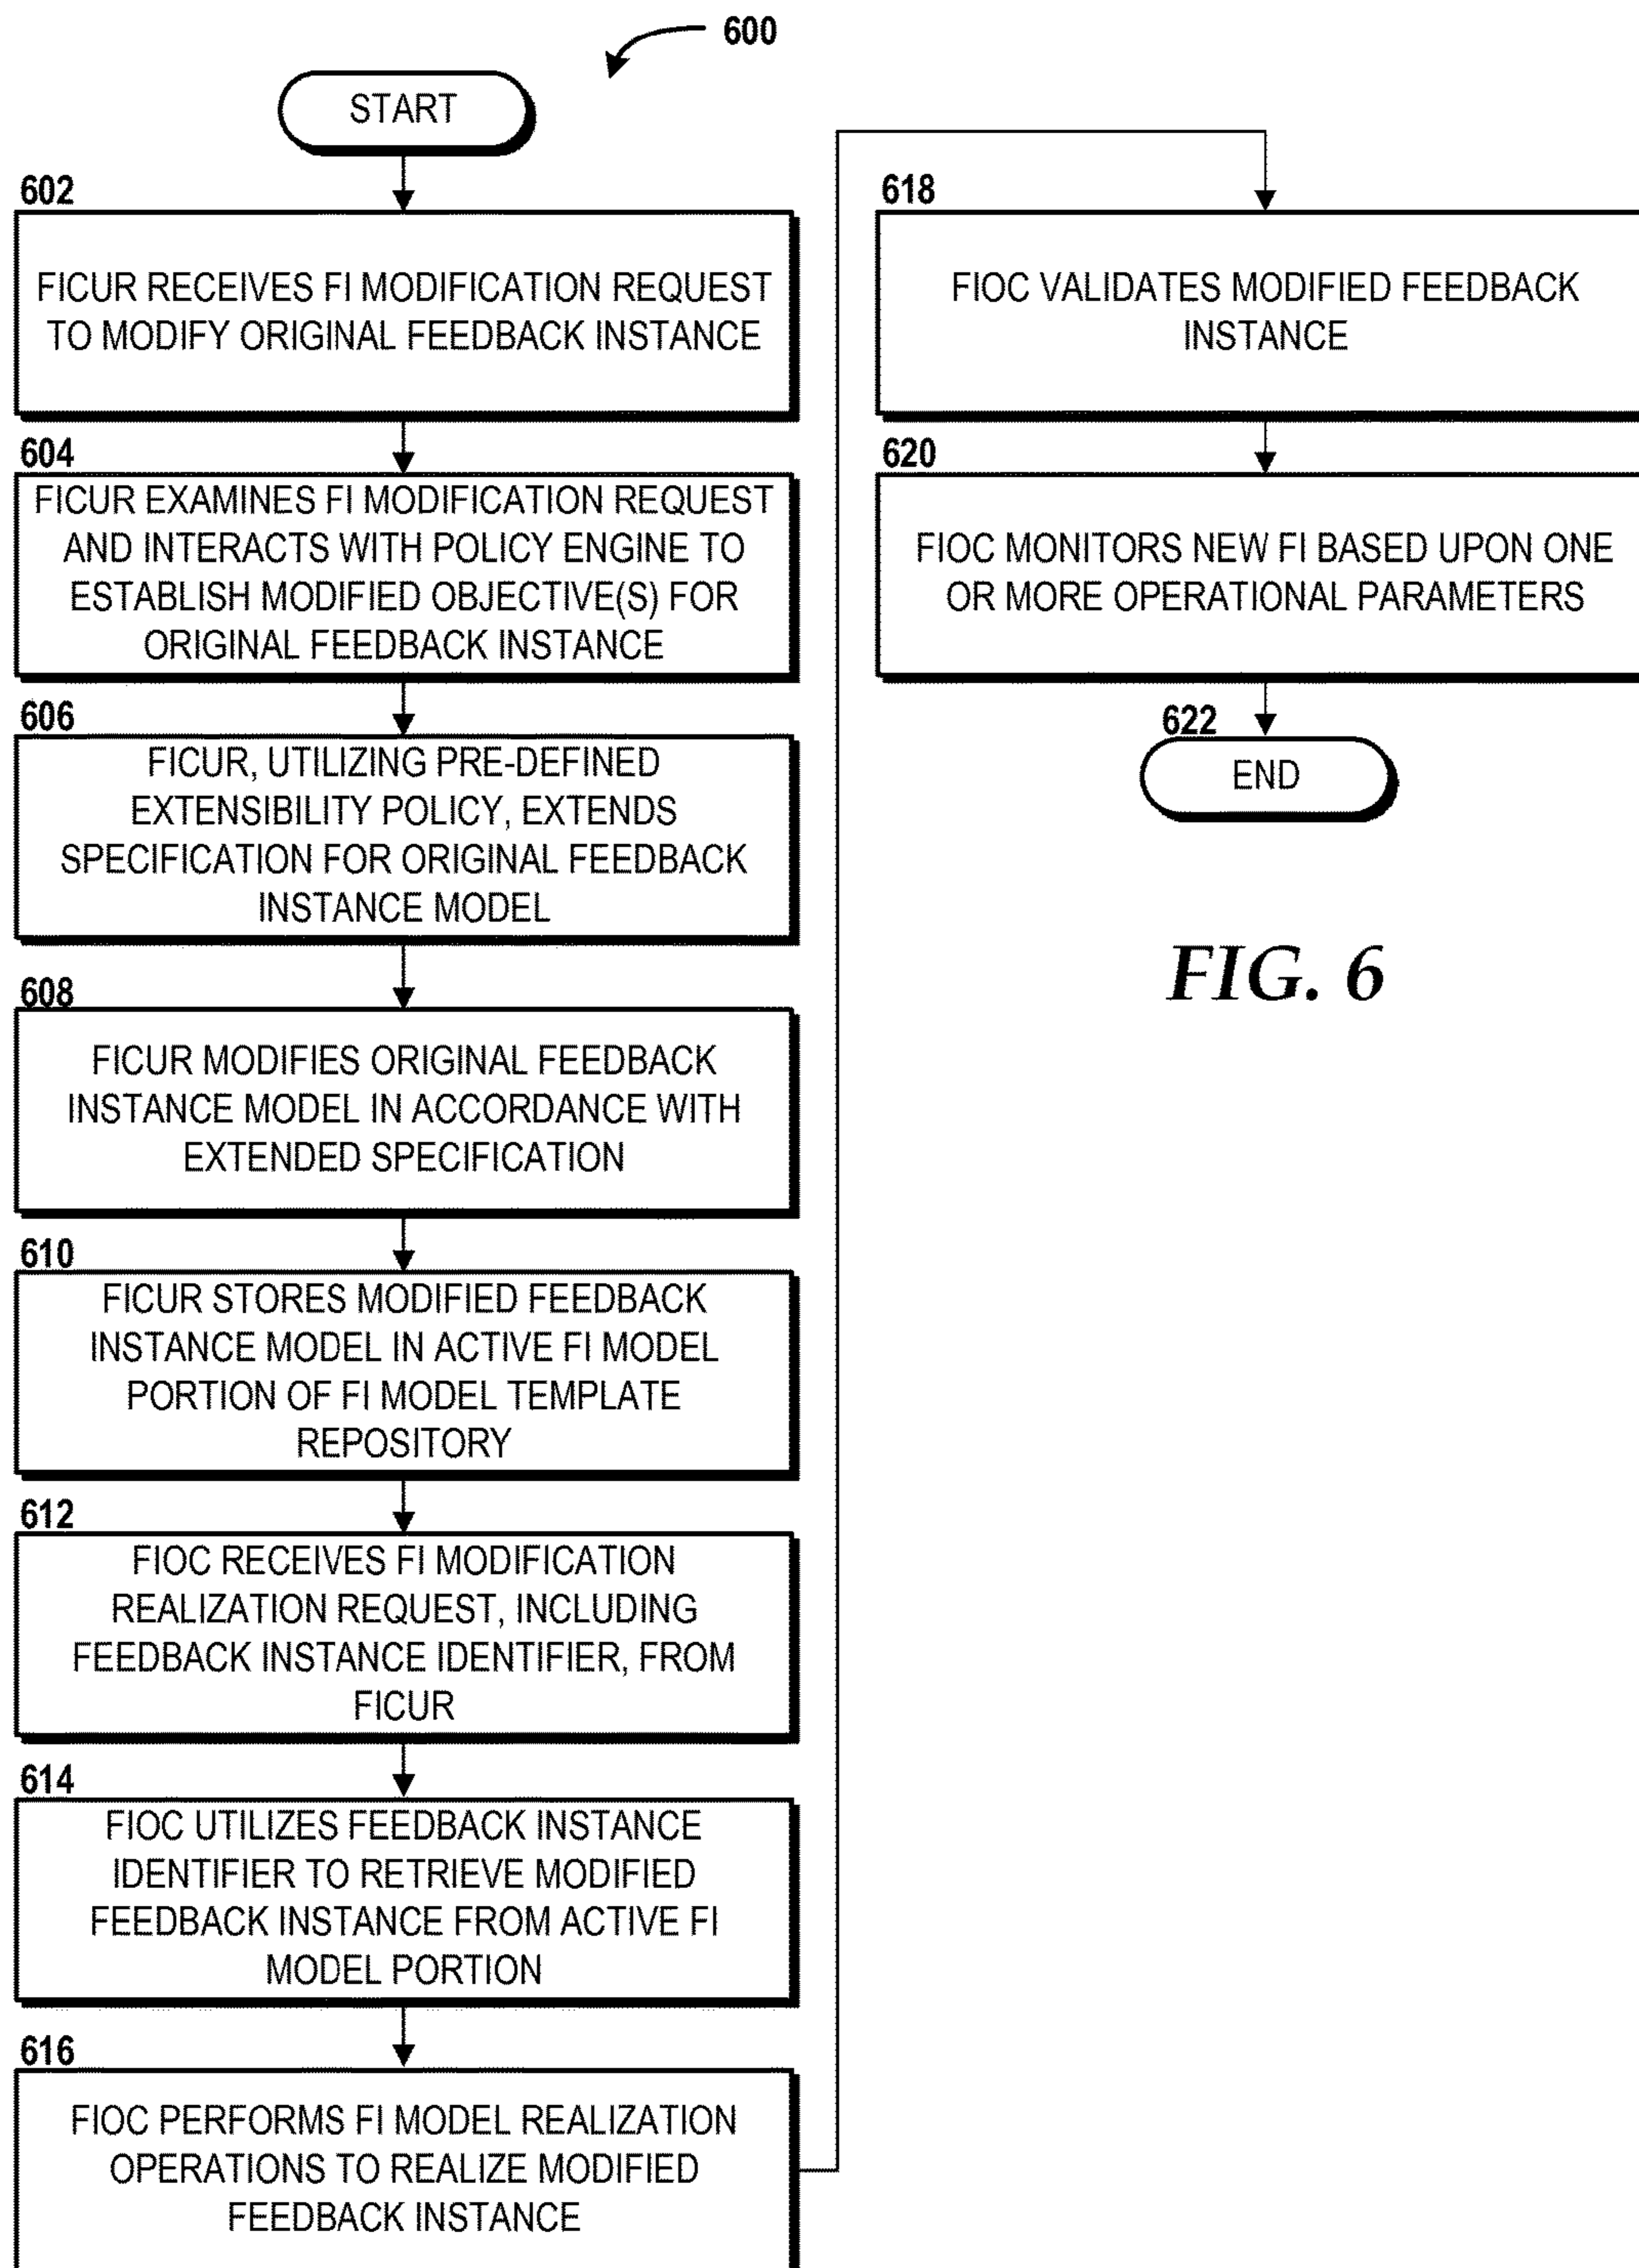 600
START
602
FICUR RECEIVES FI MODIFICATION REQUEST
TO MODIFY ORIGINAL FEEDBACK INSTANCE
604
FICUR EXAMINES FI MODIFICATION REQUEST
AND INTERACTS WITH POLICY ENGINE TO
ESTABLISH MODIFIED OBJECTIVE(S) FOR
ORIGINAL FEEDBACK INSTANCE
606
FICUR, UTILIZING PRE-DEFINED
EXTENSIBILITY POLICY, EXTENDS
SPECIFICATION FOR ORIGINAL FEEDBACK
INSTANCE MODEL
608
FICUR MODIFIES ORIGINAL FEEDBACK
INSTANCE MODEL IN ACCORDANCE WITH
EXTENDED SPECIFICATION
610
FICUR STORES MODIFIED FEEDBACK
INSTANCE MODEL IN ACTIVE FI MODEL
PORTION OF FI MODEL TEMPLATE
REPOSITORY
612
FIOC RECEIVES FI MODIFICATION
REALIZATION REQUEST, INCLUDING
FEEDBACK INSTANCE IDENTIFIER, FROM
FICUR
614
FIOC UTILIZES FEEDBACK INSTANCE
IDENTIFIER TO RETRIEVE MODIFIED
FEEDBACK INSTANCE FROM ACTIVE FI
MODEL PORTION
616
FIOC PERFORMS FI MODEL REALIZATION
OPERATIONS TO REALIZE MODIFIED
FEEDBACK INSTANCE
618
FIOC VALIDATES MODIFIED FEEDBACK
INSTANCE
620
FIOC MONITORS NEW FI BASED UPON ONE
OR MORE OPERATIONAL PARAMETERS
622
END
FIG. 6